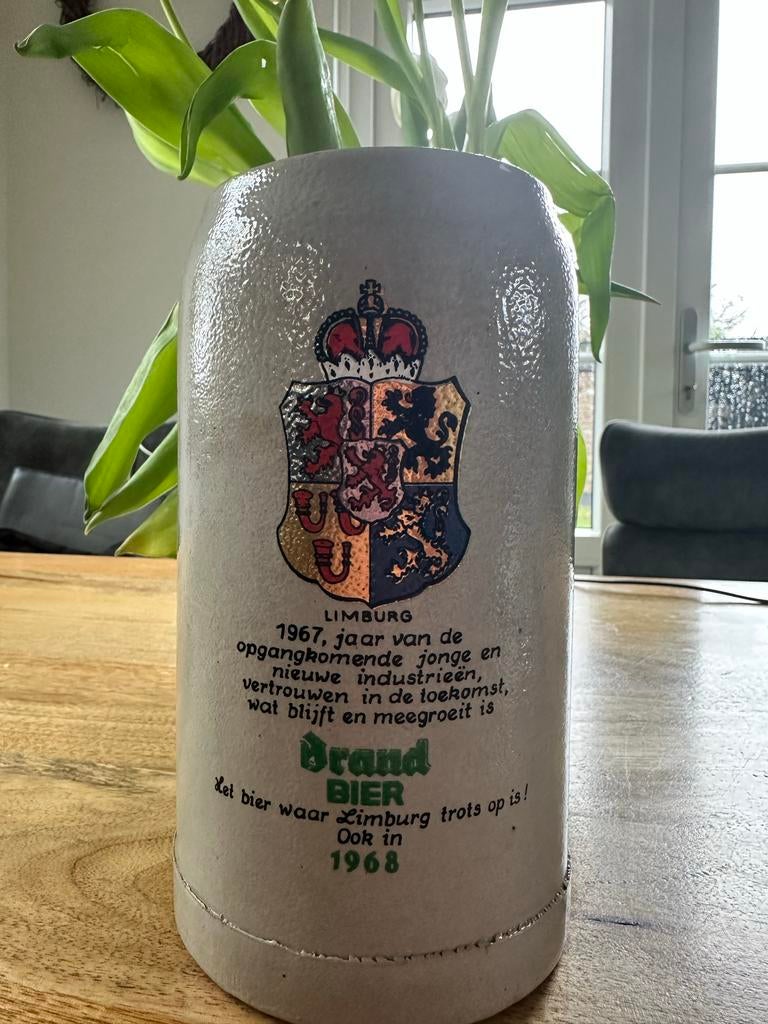 LIMBURG
1967, jaar van de
opgangkomende jonge en
nieuwe industrieën,
vertrouwen in de toekomst,
wat blijft en meegroeit is
Brand
BIER
Het bier waar Limburg trots op is!
Ook in
1968